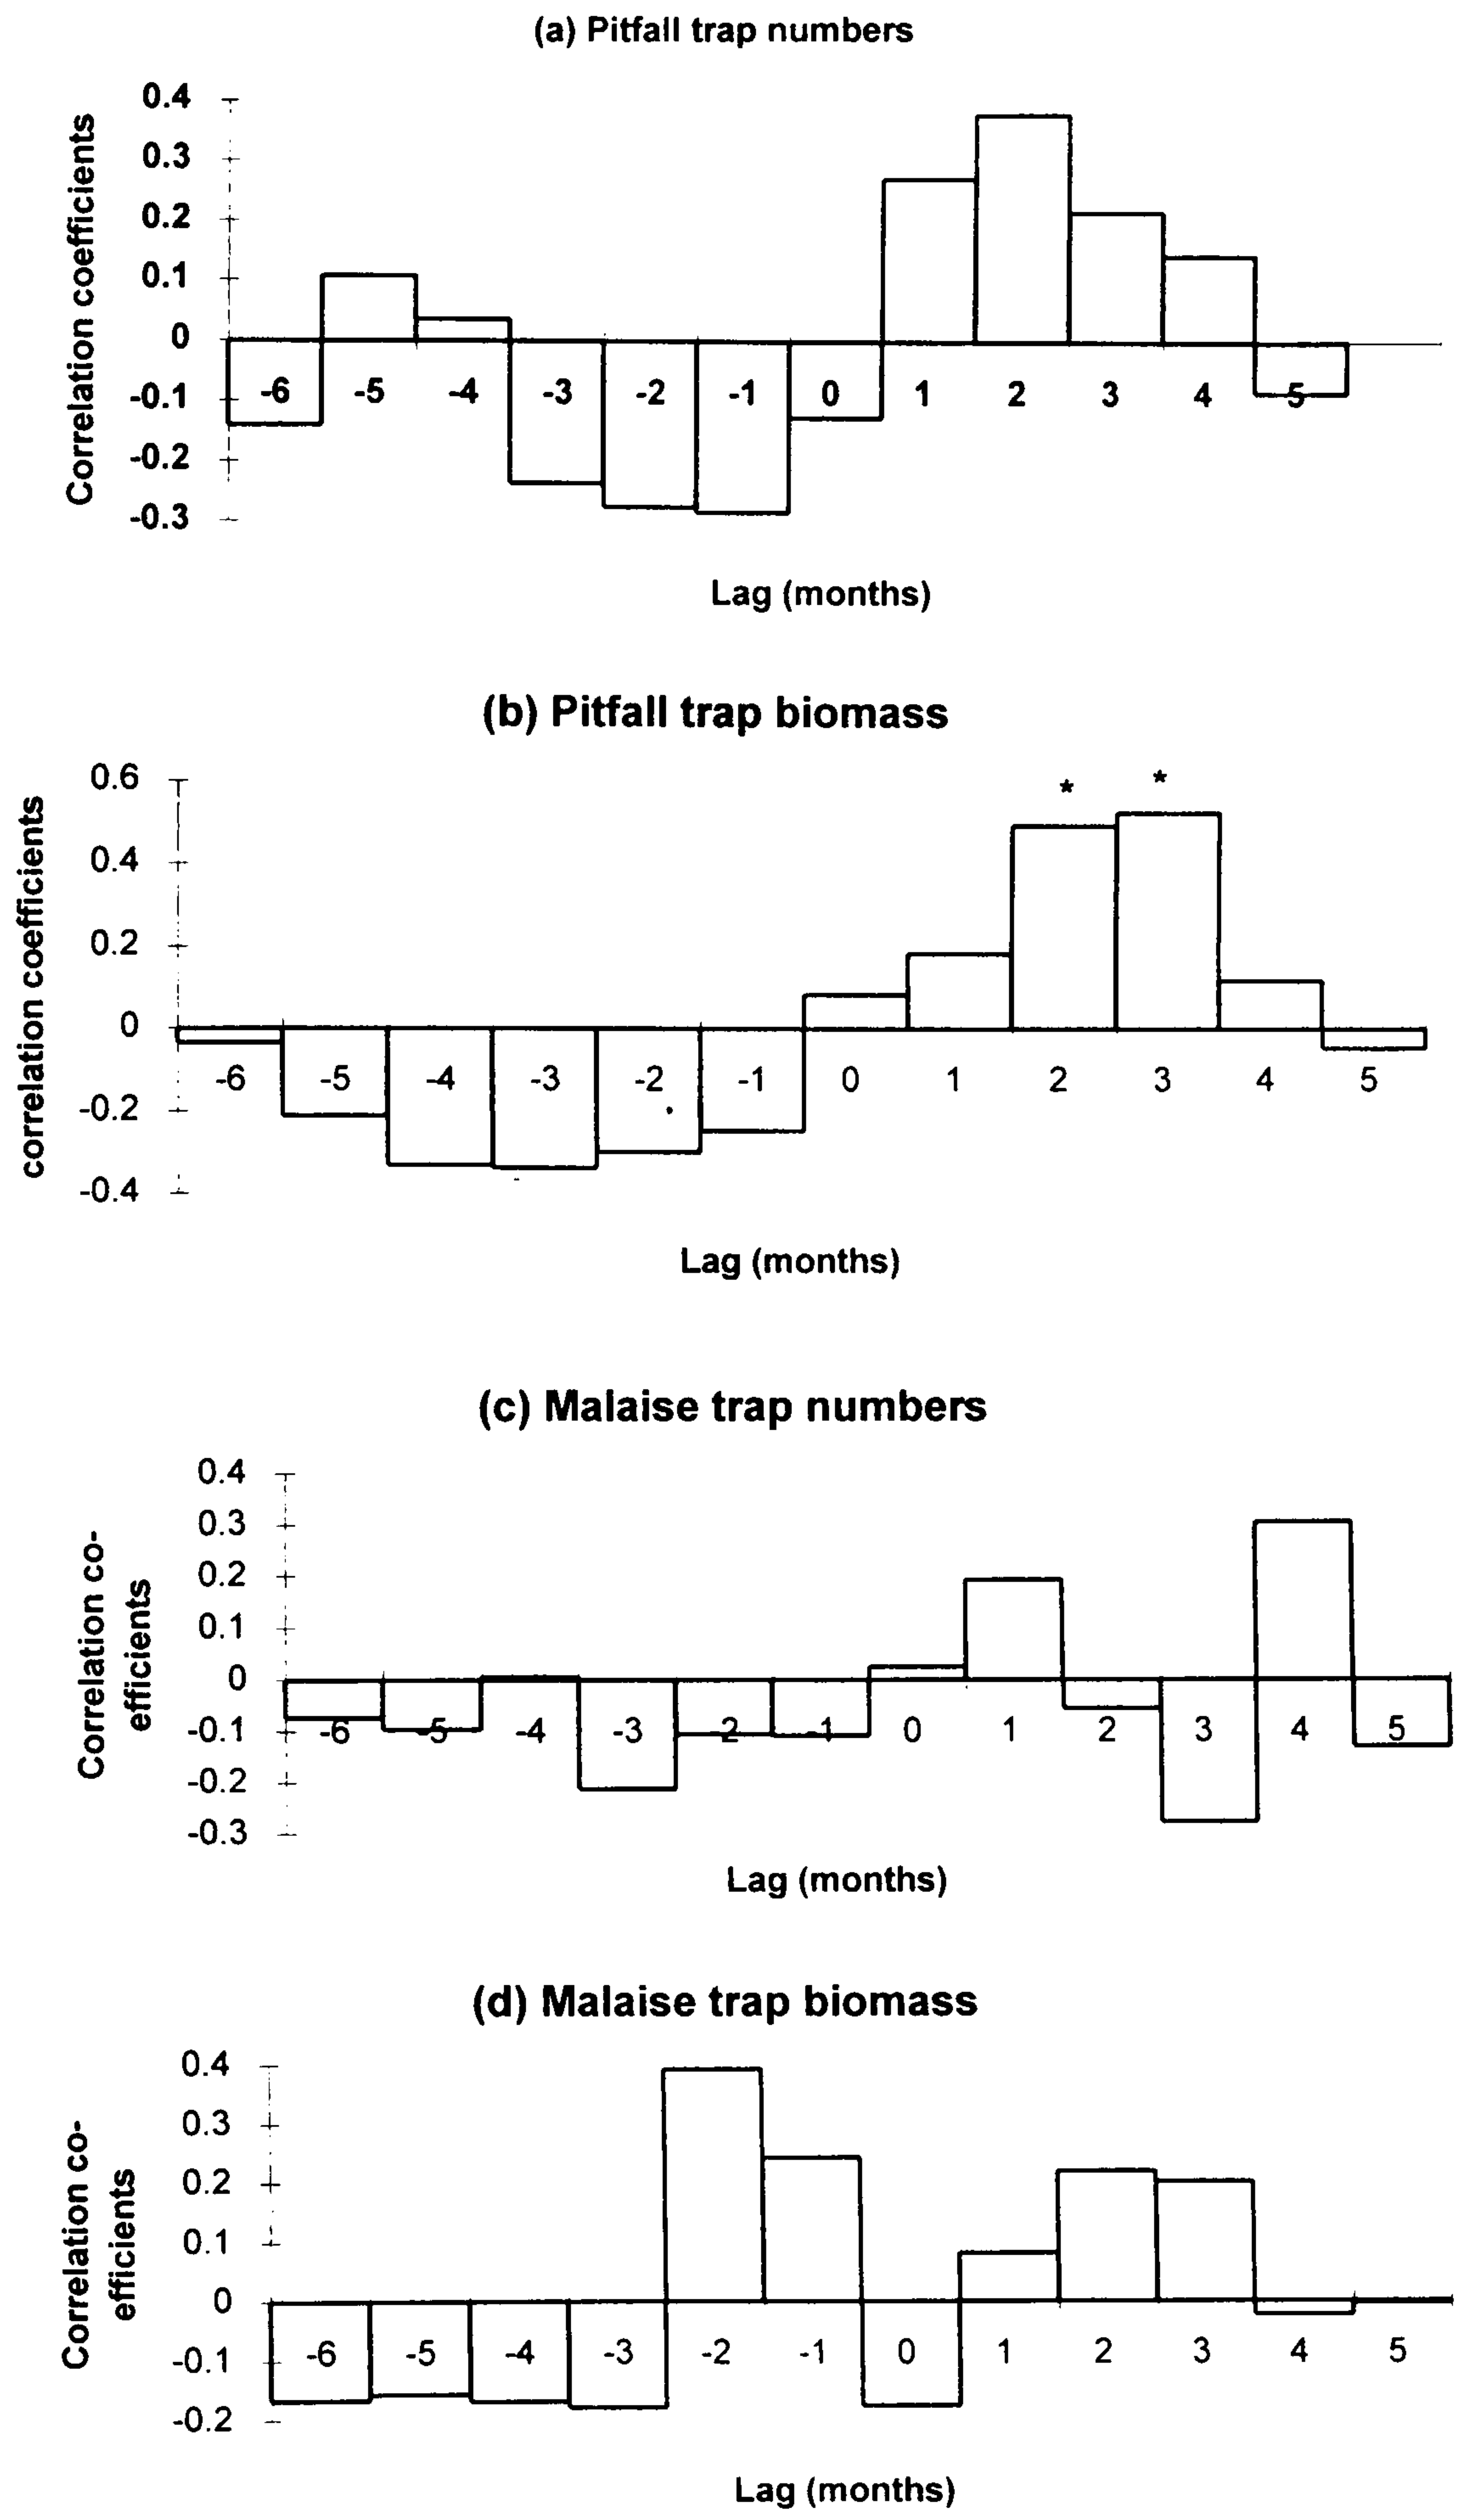 (a) Pitfall trap numbers
Correlation coefficients
0.4
0.3
0.2
0.1
0
-0.1
-0.2
-0.3
-6 -5 -4 -3 -2 -1 0 1 2 3 4 5
Lag (months)
(b) Pitfall trap biomass
correlation coefficients
0.6
0.4
0.2
0
-0.2
-0.4
* *
-6 -5 -4 -3 -2 -1 0 1 2 3 4 5
Lag (months)
(c) Malaise trap numbers
Correlation co-
efficients
0.4
0.3
0.2
0.1
0
-0.1
-0.2
-0.3
-6 -5 -4 -3 -2 -1 0 1 2 3 4 5
Lag (months)
(d) Malaise trap biomass
Correlation co-
efficients
0.4
0.3
0.2
0.1
0
-0.1
-0.2
-6 -5 -4 -3 -2 -1 0 1 2 3 4 5
Lag (months)